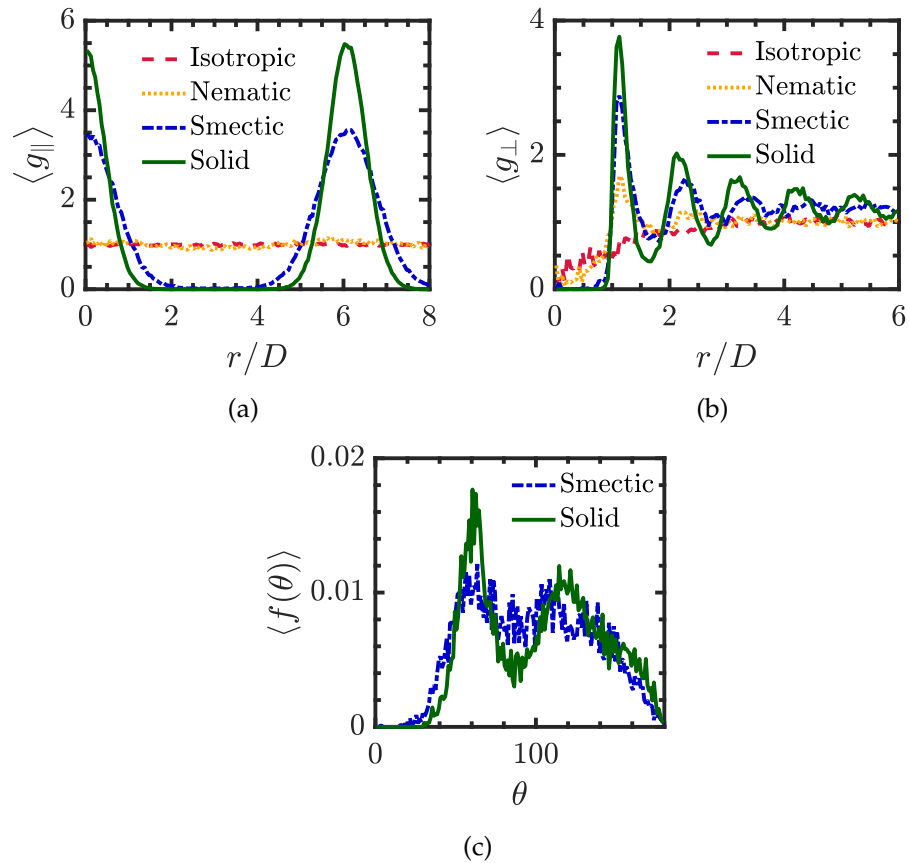 6
4
2
0
⟨g∥⟩
Isotropic
Nematic
Smectic
Solid
0 2 4 6 8
r/D
(a)
4
2
0
⟨g⊥⟩
Isotropic
Nematic
Smectic
Solid
0 2 4 6
r/D
(b)
0.02
0.01
0
⟨f(θ)⟩
Smectic
Solid
0 100
θ
(c)